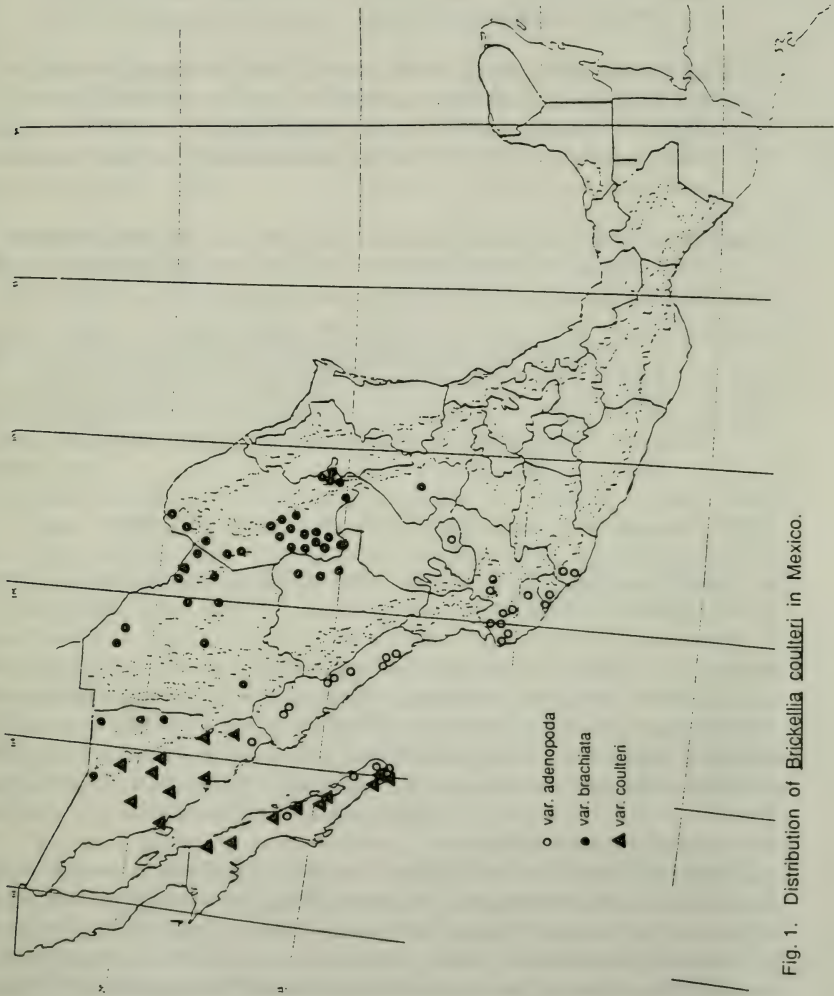 ○ var. adenopoda
● var. brachiata
▲ var. coulteri
Fig. 1. Distribution of Brickellia coulteri in Mexico.